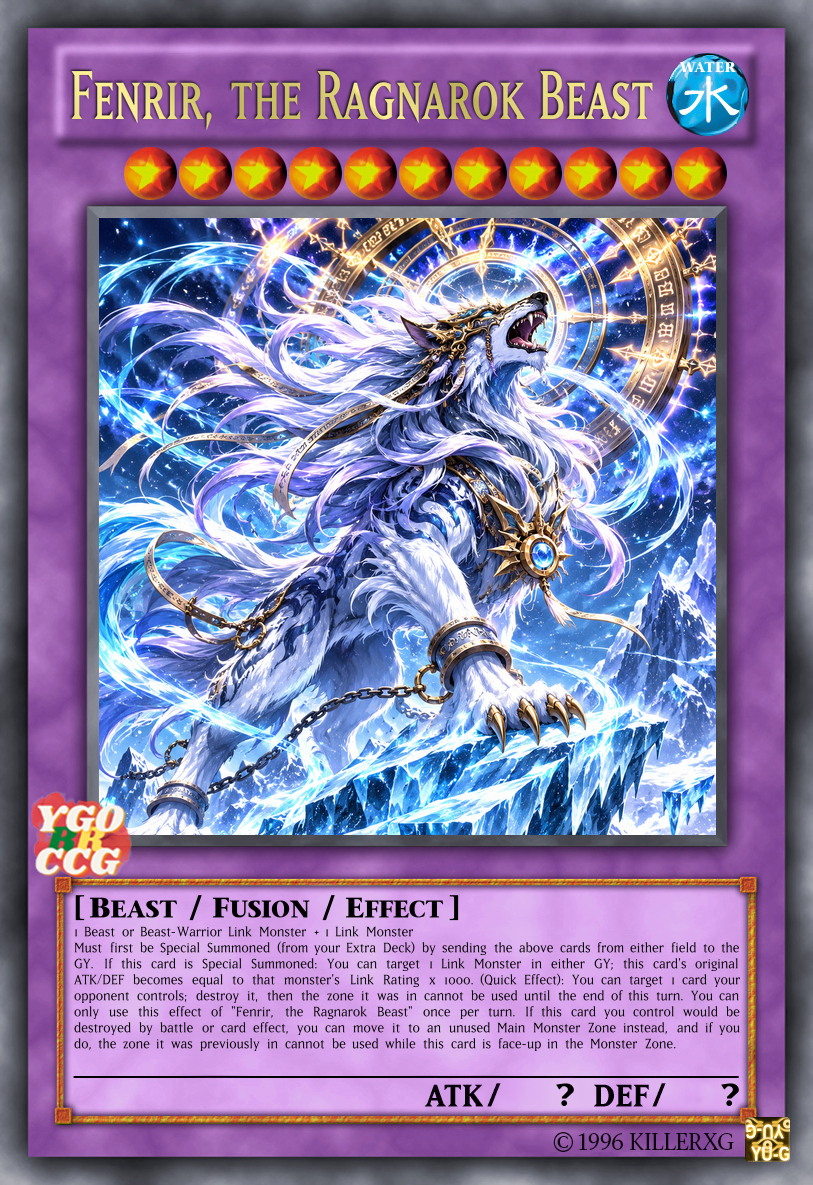 Fenrir, the Ragnarok Beast
WATER
水
YGO
RR
CCG
[ Beast / Fusion / Effect ]
1 Beast or Beast-Warrior Link Monster + 1 Link Monster
Must first be Special Summoned (from your Extra Deck) by sending the above cards from either field to the
GY. If this card is Special Summoned: You can target 1 Link Monster in either GY; this card's original
ATK/DEF becomes equal to that monster's Link Rating x 1000. (Quick Effect): You can target 1 card your
opponent controls; destroy it, then the zone it was in cannot be used until the end of this turn. You can
only use this effect of "Fenrir, the Ragnarok Beast" once per turn. If this card you control would be
destroyed by battle or card effect, you can move it to an unused Main Monster Zone instead, and if you
do, the zone it was previously in cannot be used while this card is face-up in the Monster Zone.
ATK/ ? DEF/ ?
© 1996 KILLERXG